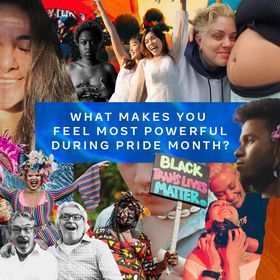 WHAT MAKES YOU
FEEL MOST POWERFUL
DURING PRIDE MONTH?
BLACK
TRANS LIVES
MATTER.